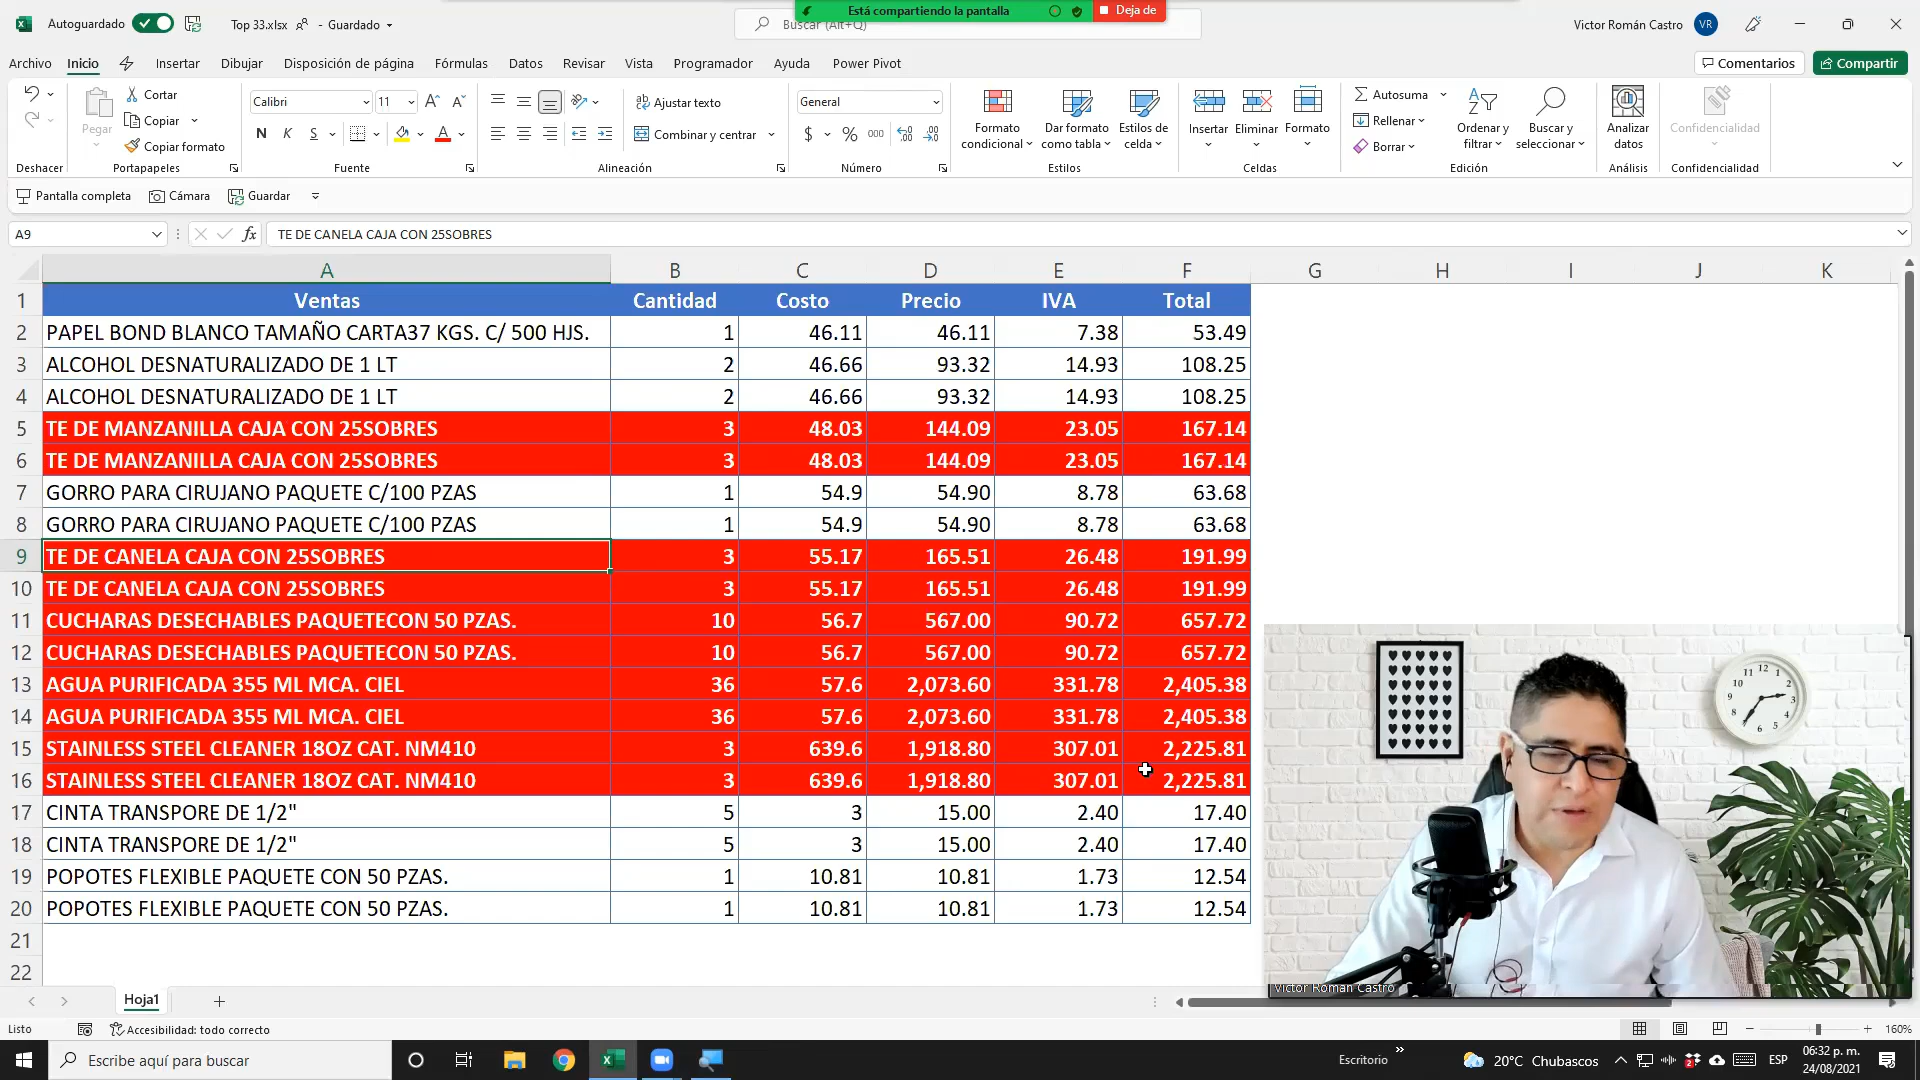 Autoguardado
Top 33.xlsx
• Guardado
Buscar (Alt+Q)
Está compartiendo la pantalla
Deja de
Victor Román Castro
VR
Archivo
Inicio
Insertar
Dibujar
Disposición de página
Fórmulas
Datos
Revisar
Vista
Programador
Ayuda
Power Pivot
Comentarios
Compartir
Pegar
Cortar
Copiar
Copiar formato
Calibri
11
N K S
Ajustar texto
Combinar y centrar
General
$ % 000
Formato condicional
Dar formato como tabla
Estilos de celda
Insertar
Eliminar
Formato
Autosuma
Rellenar
Borrar
Ordenar y filtrar
Buscar y seleccionar
Analizar datos
Confidencialidad
Deshacer
Portapapeles
Fuente
Alineación
Número
Estilos
Celdas
Edición
Análisis
Confidencialidad
Pantalla completa
Cámara
Guardar
A9
fx
TE DE CANELA CAJA CON 25SOBRES
A B C D E F G H I J K
1 Ventas Cantidad Costo Precio IVA Total
2 PAPEL BOND BLANCO TAMAÑO CARTA37 KGS. C/ 500 HJS. 1 46.11 46.11 7.38 53.49
3 ALCOHOL DESNATURALIZADO DE 1 LT 2 46.66 93.32 14.93 108.25
4 ALCOHOL DESNATURALIZADO DE 1 LT 2 46.66 93.32 14.93 108.25
5 TE DE MANZANILLA CAJA CON 25SOBRES 3 48.03 144.09 23.05 167.14
6 TE DE MANZANILLA CAJA CON 25SOBRES 3 48.03 144.09 23.05 167.14
7 GORRO PARA CIRUJANO PAQUETE C/100 PZAS 1 54.9 54.90 8.78 63.68
8 GORRO PARA CIRUJANO PAQUETE C/100 PZAS 1 54.9 54.90 8.78 63.68
9 TE DE CANELA CAJA CON 25SOBRES 3 55.17 165.51 26.48 191.99
10 TE DE CANELA CAJA CON 25SOBRES 3 55.17 165.51 26.48 191.99
11 CUCHARAS DESECHABLES PAQUETECON 50 PZAS. 10 56.7 567.00 90.72 657.72
12 CUCHARAS DESECHABLES PAQUETECON 50 PZAS. 10 56.7 567.00 90.72 657.72
13 AGUA PURIFICADA 355 ML MCA. CIEL 36 57.6 2,073.60 331.78 2,405.38
14 AGUA PURIFICADA 355 ML MCA. CIEL 36 57.6 2,073.60 331.78 2,405.38
15 STAINLESS STEEL CLEANER 18OZ CAT. NM410 3 639.6 1,918.80 307.01 2,225.81
16 STAINLESS STEEL CLEANER 18OZ CAT. NM410 3 639.6 1,918.80 307.01 2,225.81
17 CINTA TRANSPORE DE 1/2" 5 3 15.00 2.40 17.40
18 CINTA TRANSPORE DE 1/2" 5 3 15.00 2.40 17.40
19 POPOTES FLEXIBLE PAQUETE CON 50 PZAS. 1 10.81 10.81 1.73 12.54
20 POPOTES FLEXIBLE PAQUETE CON 50 PZAS. 1 10.81 10.81 1.73 12.54
21
22
Victor Román Castro
Hoja1
Listo
Accesibilidad: todo correcto
160%
Escribe aquí para buscar
Escritorio
20°C Chubascos
ESP
06:32 p. m.
24/08/2021